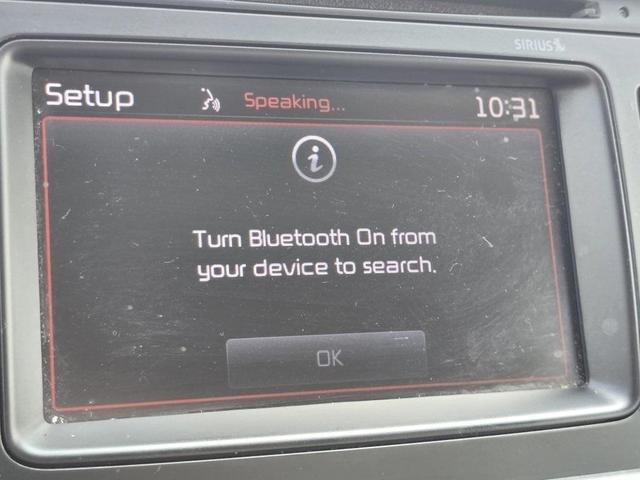 SIRIUS
Setup
Speaking...
10:31
Turn Bluetooth On from
your device to search.
OK